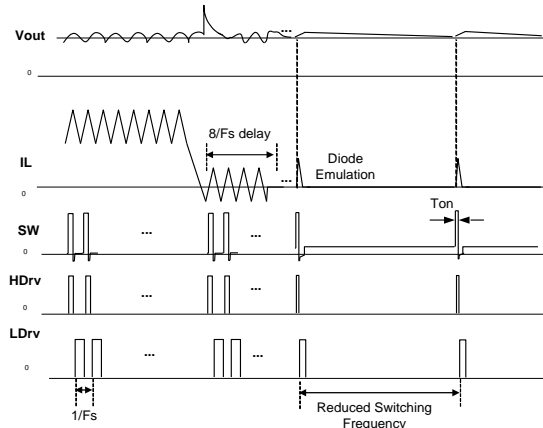 Vout
...
0
8/Fs delay
IL
...
Diode
Emulation
0
Ton
SW
...
...
0
HDrv
...
...
0
LDrv
...
...
0
1/Fs
Reduced Switching
Frequency